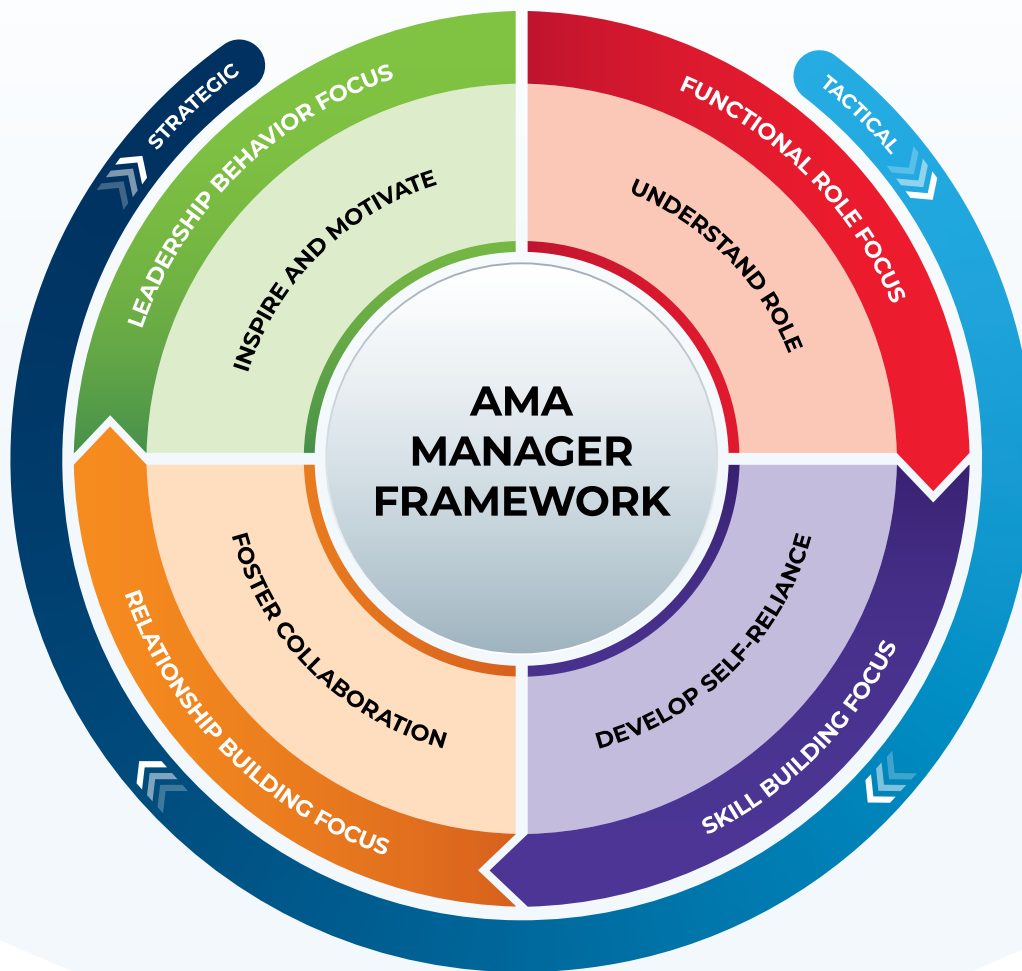 STRATEGIC
TACTICAL
LEADERSHIP BEHAVIOR FOCUS
FUNCTIONAL ROLE FOCUS
INSPIRE AND MOTIVATE
UNDERSTAND ROLE
AMA
MANAGER
FRAMEWORK
FOSTER COLLABORATION
DEVELOP SELF-RELIANCE
RELATIONSHIP BUILDING FOCUS
SKILL BUILDING FOCUS